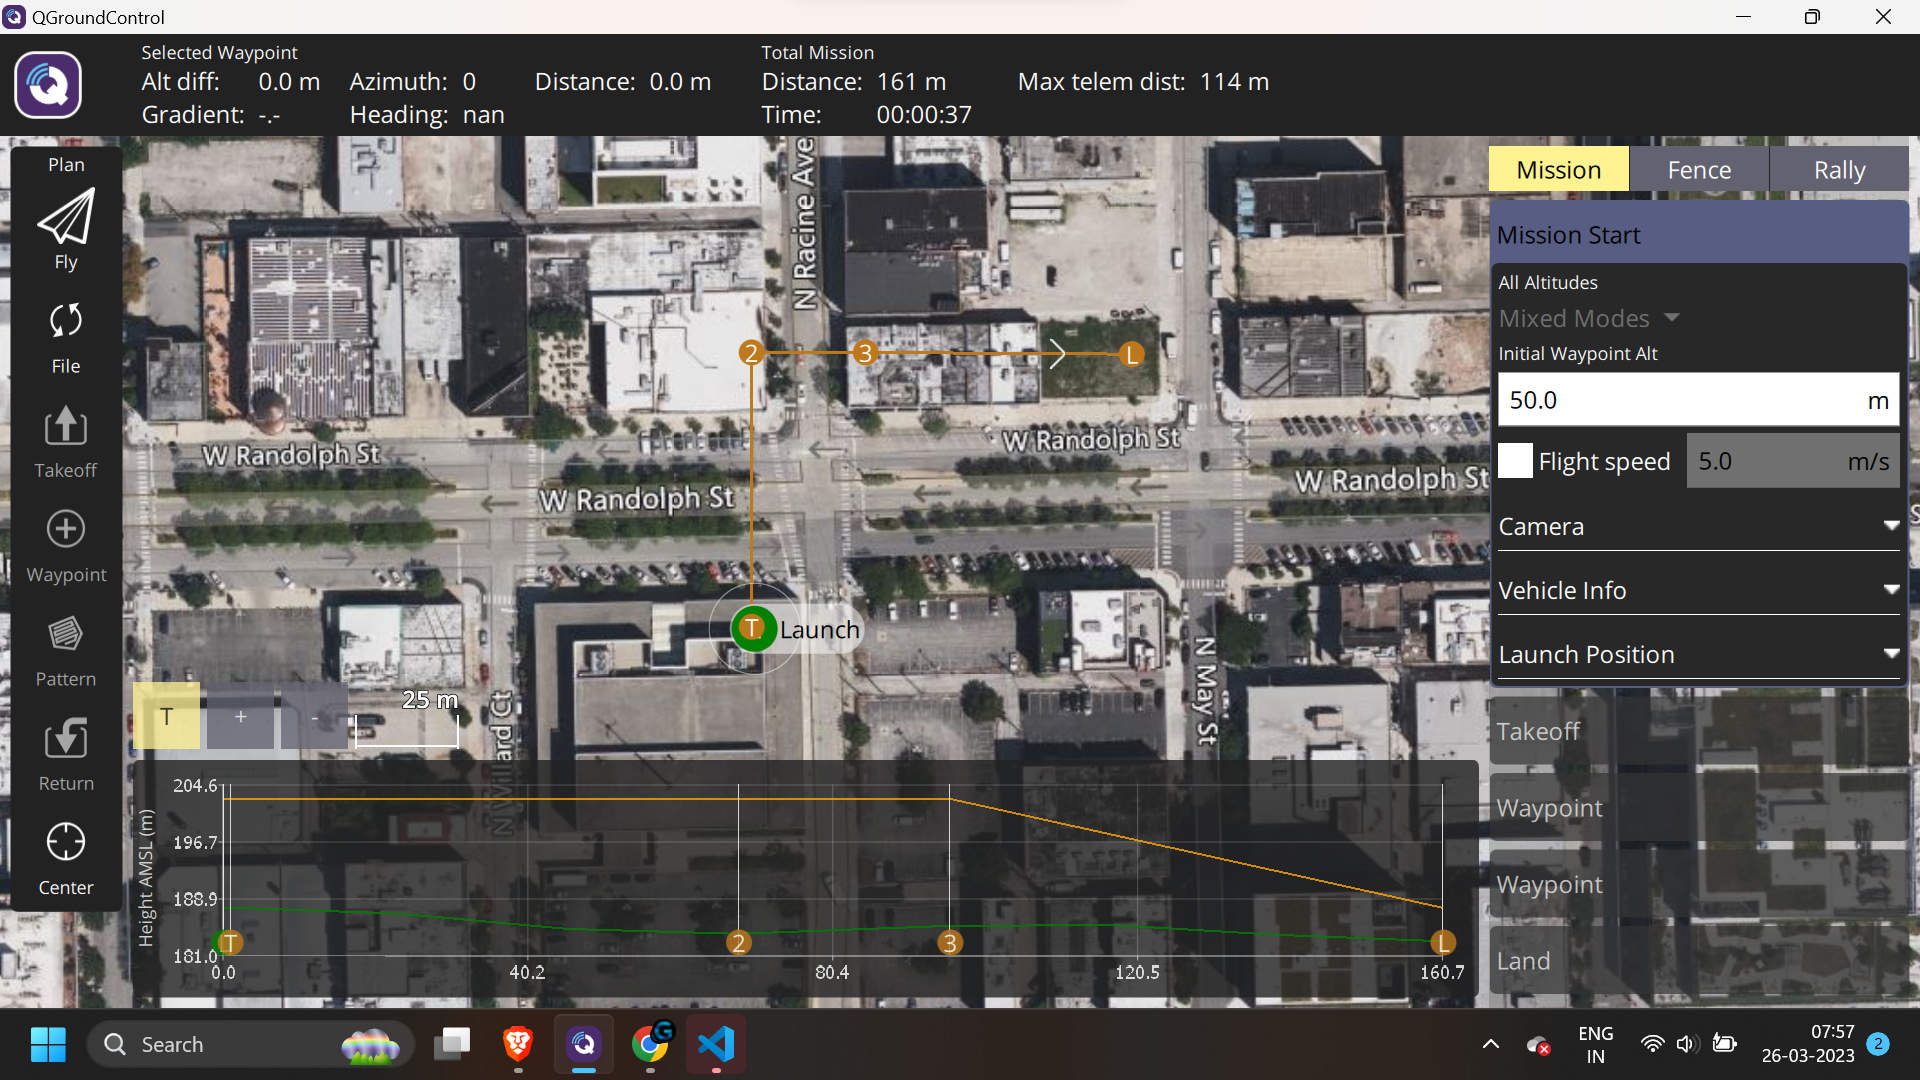 QGroundControl
Selected Waypoint
Alt diff: 0.0 m Azimuth: 0 Distance: 0.0 m
Gradient: -.- Heading: nan
Total Mission
Distance: 161 m Max telem dist: 114 m
Time: 00:00:37
Plan
Fly
File
Takeoff
Waypoint
Pattern
Return
Center
Mission
Fence
Rally
Mission Start
All Altitudes
Mixed Modes
Initial Waypoint Alt
50.0 m
Flight speed 5.0 m/s
Camera
Vehicle Info
Launch Position
Takeoff
Waypoint
Waypoint
Land
N Racine Ave
2
3
L
W Randolph St
W Randolph St
W Randolph St
W Randolph St
T Launch
N May St
N Willard Ct
T
+
-
25 m
Height AMSL (m)
204.6
196.7
188.9
181.0
T
2
3
L
0.0
40.2
80.4
120.5
160.7
Search
ENG
IN
07:57
26-03-2023
2